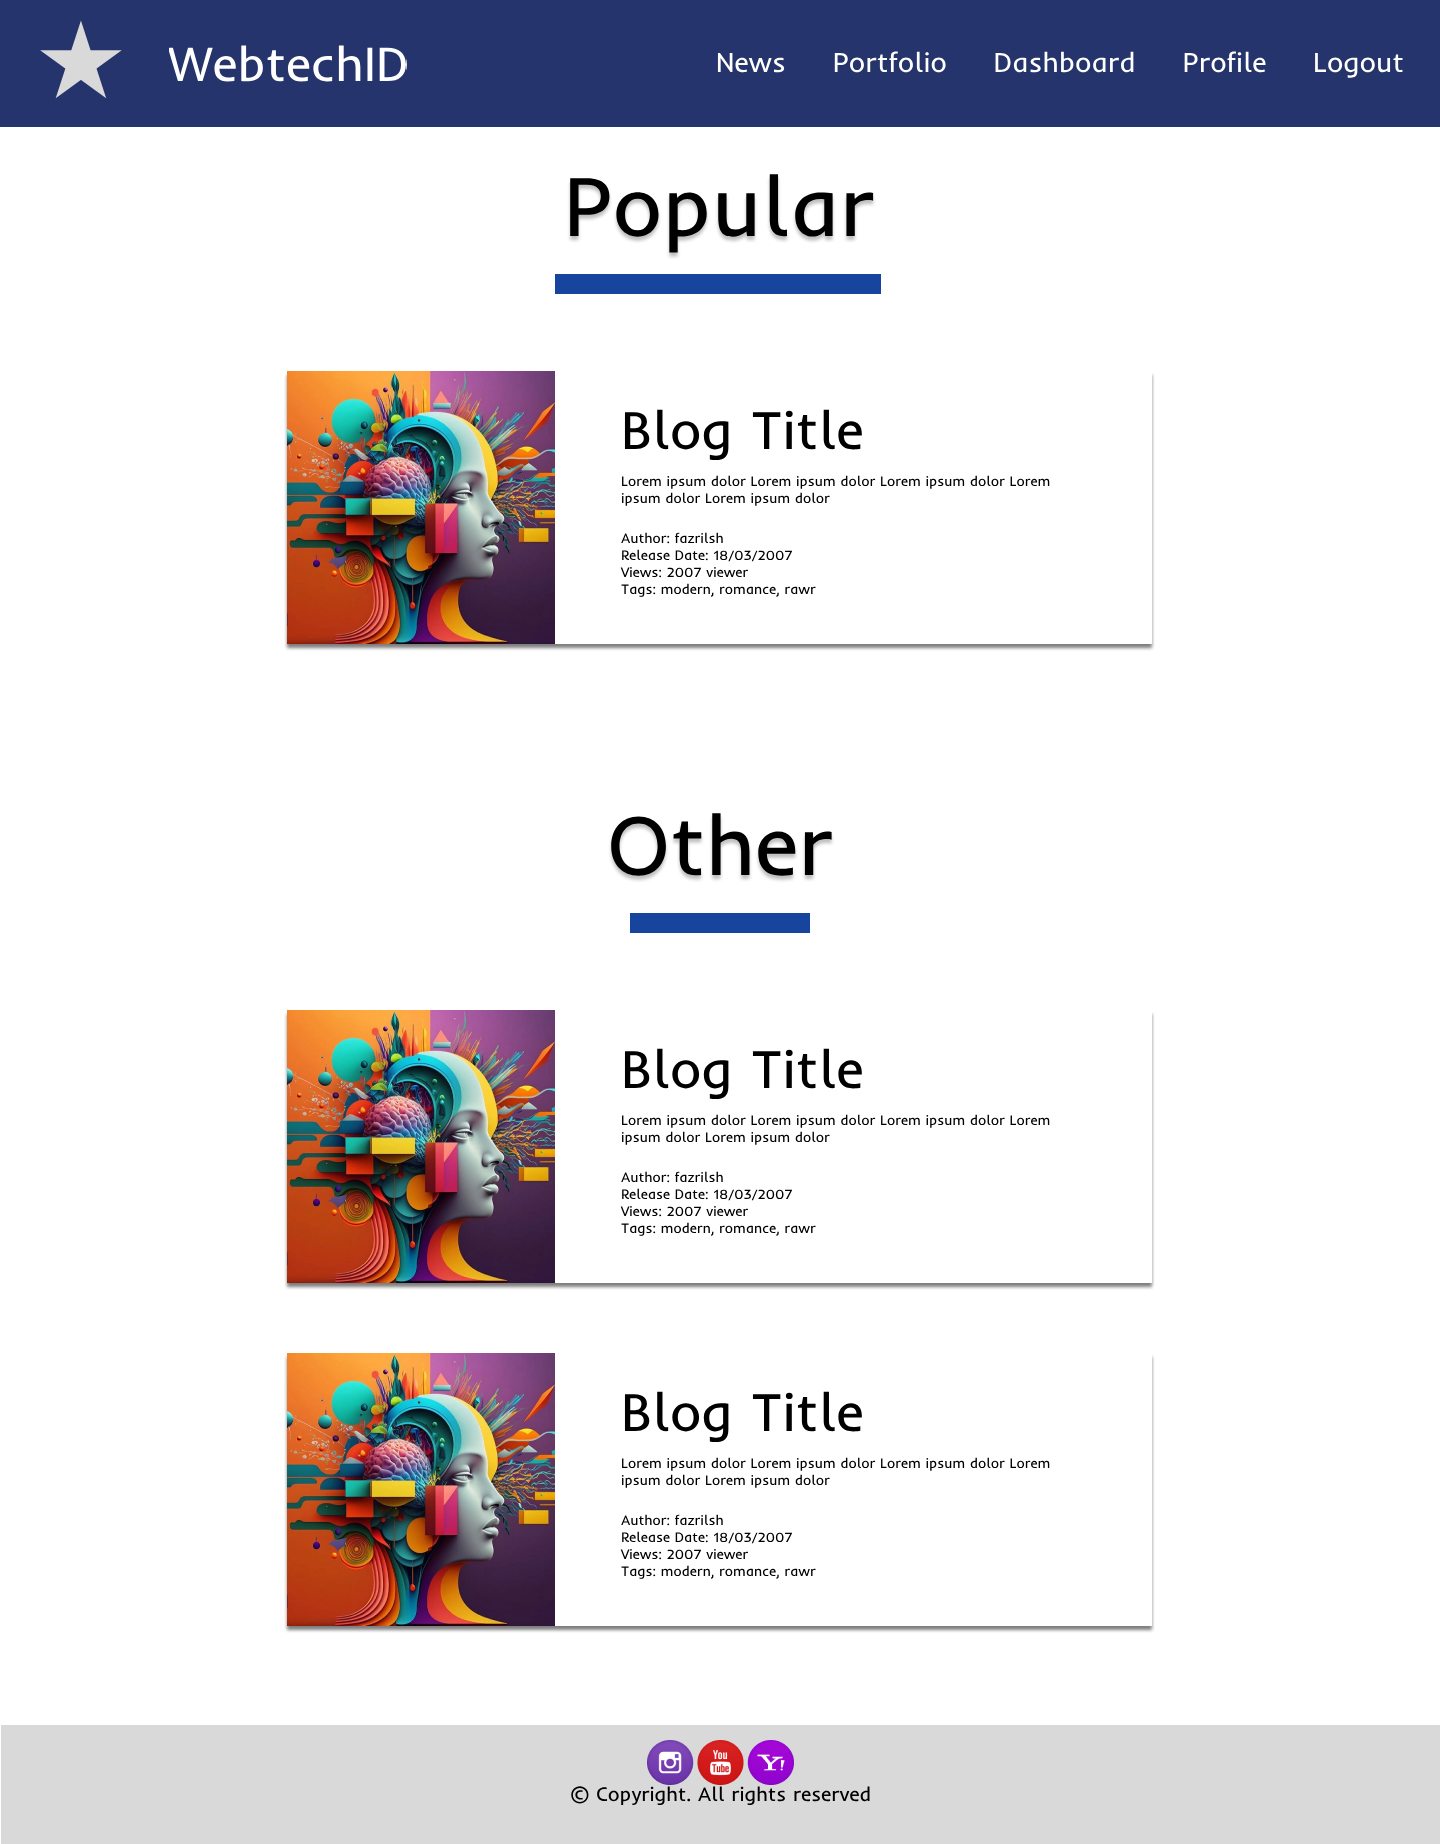 WebtechID
News Portfolio Dashboard Profile Logout
Popular
Blog Title
Lorem ipsum dolor Lorem ipsum dolor Lorem ipsum dolor Lorem
ipsum dolor Lorem ipsum dolor
Author: fazrilsh
Release Date: 18/03/2007
Views: 2007 viewer
Tags: modern, romance, rawr
Other
Blog Title
Lorem ipsum dolor Lorem ipsum dolor Lorem ipsum dolor Lorem
ipsum dolor Lorem ipsum dolor
Author: fazrilsh
Release Date: 18/03/2007
Views: 2007 viewer
Tags: modern, romance, rawr
Blog Title
Lorem ipsum dolor Lorem ipsum dolor Lorem ipsum dolor Lorem
ipsum dolor Lorem ipsum dolor
Author: fazrilsh
Release Date: 18/03/2007
Views: 2007 viewer
Tags: modern, romance, rawr
You
Tube
Y!
© Copyright. All rights reserved